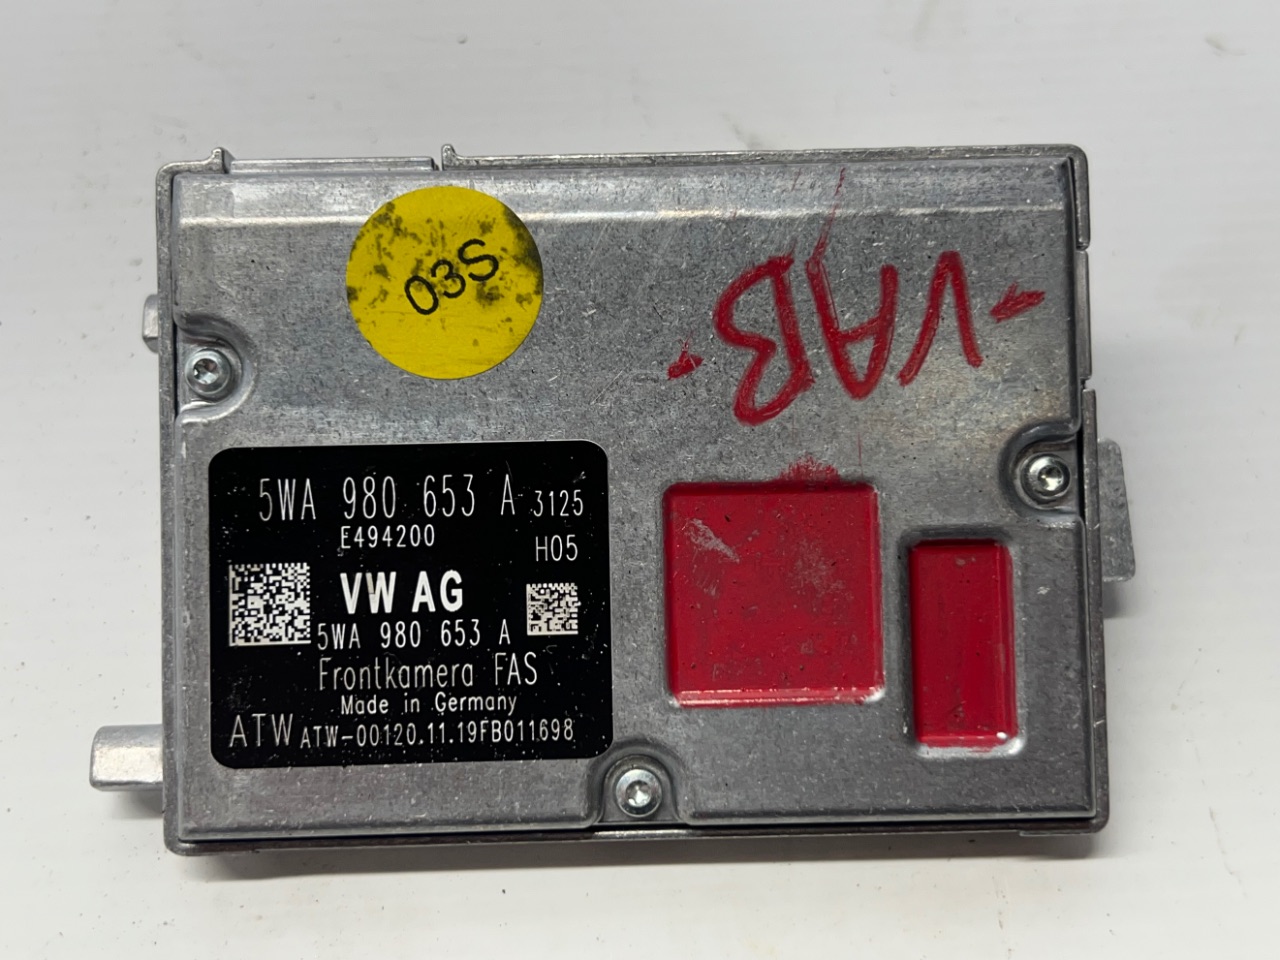 03S
VAB
5WA 980 653 A 3125
E494200
H05
VW AG
5WA 980 653 A
Frontkamera FAS
Made in Germany
ATW ATW-00120.11.19FB011698